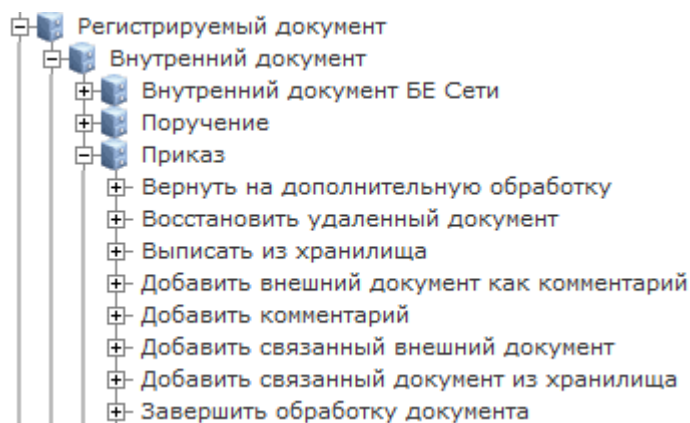 Регистрируемый документ
Внутренний документ
Внутренний документ БЕ Сети
Поручение
Приказ
Вернуть на дополнительную обработку
Восстановить удаленный документ
Выписать из хранилища
Добавить внешний документ как комментарий
Добавить комментарий
Добавить связанный внешний документ
Добавить связанный документ из хранилища
Завершить обработку документа